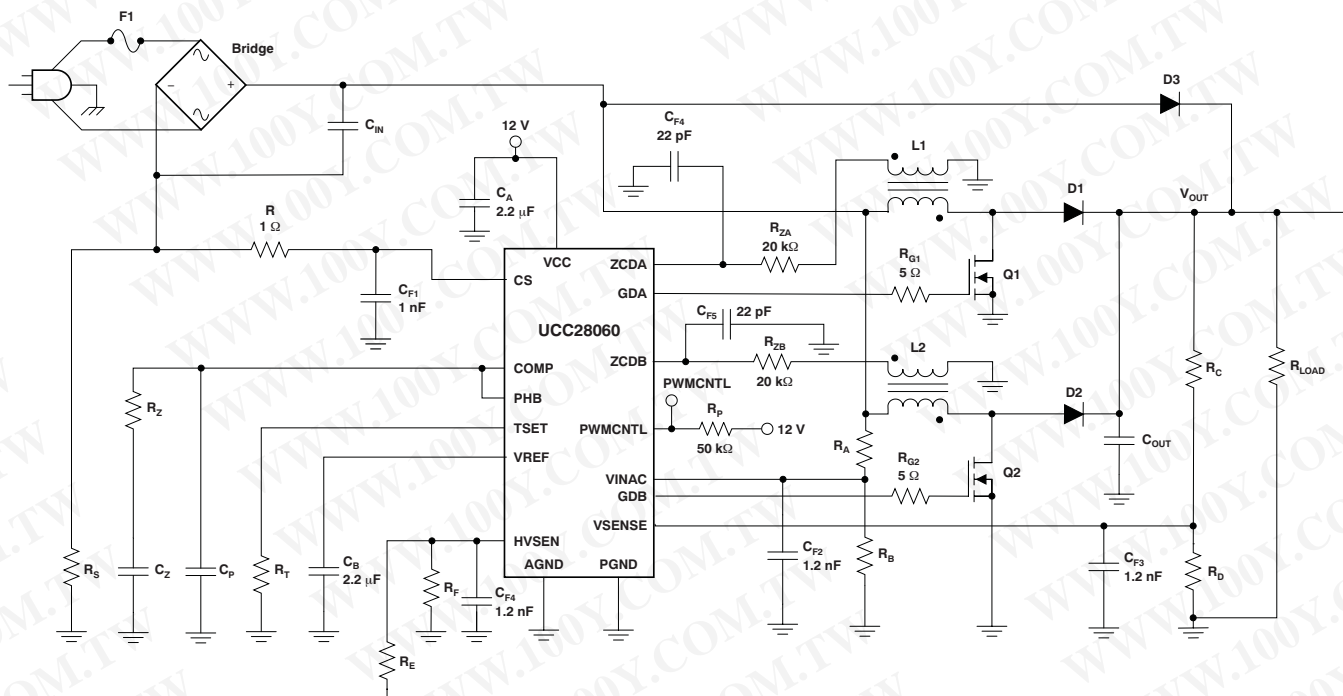 F1
Bridge
−
+
C_IN
12 V
C_A
2.2 μF
C_F4
22 pF
L1
D3
R
1 Ω
C_F1
1 nF
R_ZA
20 kΩ
D1
V_OUT
VCC
ZCDA
CS
GDA
R_G1
5 Ω
Q1
UCC28060
C_F5
22 pF
ZCDB
R_ZB
20 kΩ
L2
R_C
R_LOAD
COMP
PHB
PWMCNTL
R_Z
TSET
PWMCNTL
R_P
50 kΩ
12 V
D2
R_A
C_OUT
VREF
VINAC
GDB
R_G2
5 Ω
Q2
VSENSE
HVSEN
AGND
PGND
R_S
C_Z
C_P
R_T
C_B
2.2 μF
R_F
C_F4
1.2 nF
C_F2
1.2 nF
R_B
C_F3
1.2 nF
R_D
R_E
WWW.100Y.COM.TW